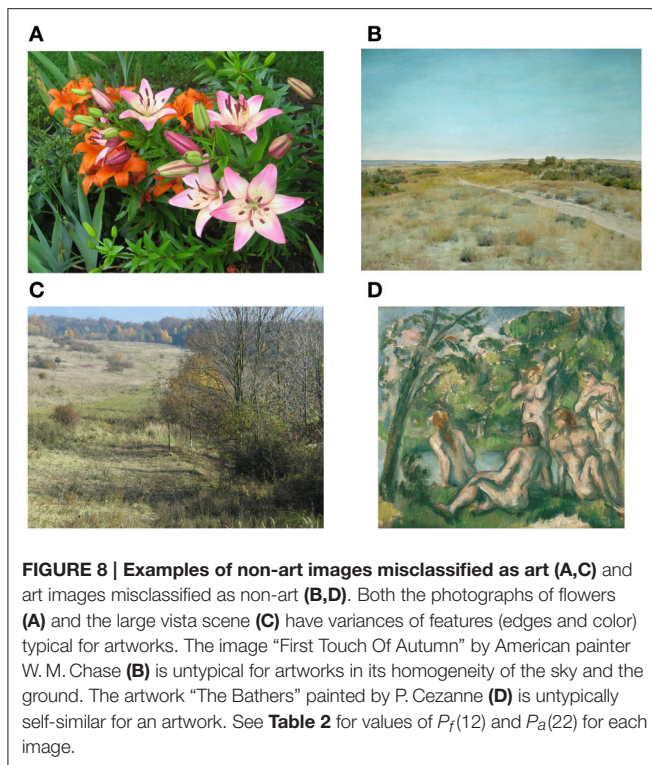 A
B
C
D
FIGURE 8 | Examples of non-art images misclassified as art (A,C) and
art images misclassified as non-art (B,D). Both the photographs of flowers
(A) and the large vista scene (C) have variances of features (edges and color)
typical for artworks. The image “First Touch Of Autumn” by American painter
W. M. Chase (B) is untypical for artworks in its homogeneity of the sky and the
ground. The artwork “The Bathers” painted by P. Cezanne (D) is untypically
self-similar for an artwork. See Table 2 for values of Pf(12) and Pa(22) for each
image.